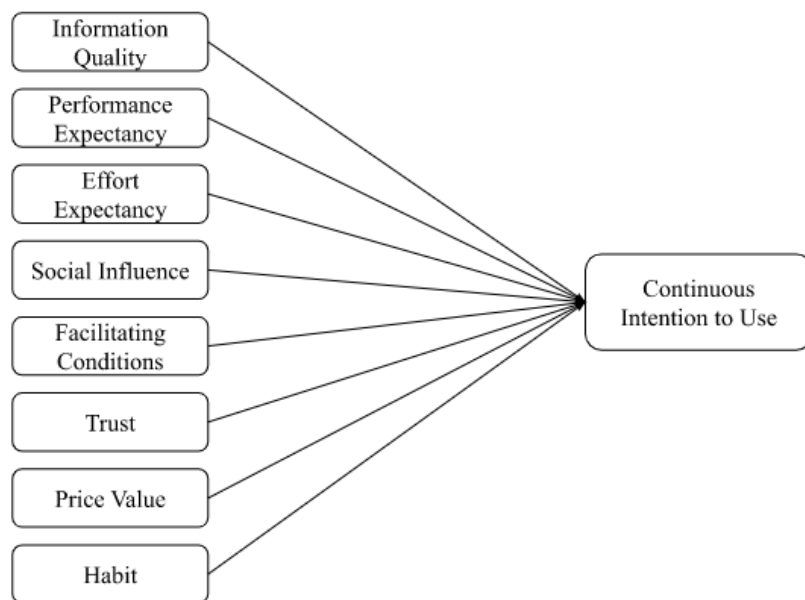 Information
Quality
Performance
Expectancy
Effort
Expectancy
Social Influence
Facilitating
Conditions
Trust
Price Value
Habit
Continuous
Intention to Use